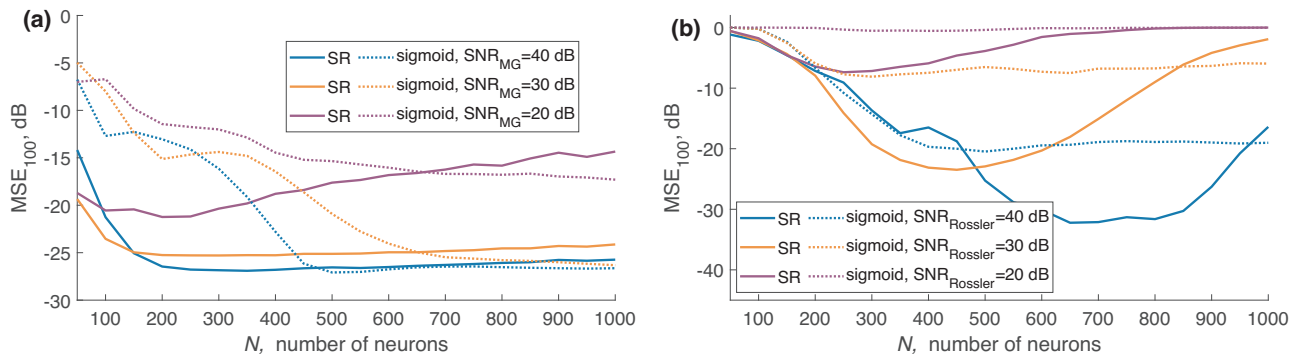 (a)
0
-5
-10
-15
-20
-25
-30
MSE100, dB
SR sigmoid, SNRMG=40 dB
SR sigmoid, SNRMG=30 dB
SR sigmoid, SNRMG=20 dB
100 200 300 400 500 600 700 800 900 1000
N, number of neurons
(b)
0
-10
-20
-30
-40
MSE100, dB
SR sigmoid, SNRRossler=40 dB
SR sigmoid, SNRRossler=30 dB
SR sigmoid, SNRRossler=20 dB
100 200 300 400 500 600 700 800 900 1000
N, number of neurons